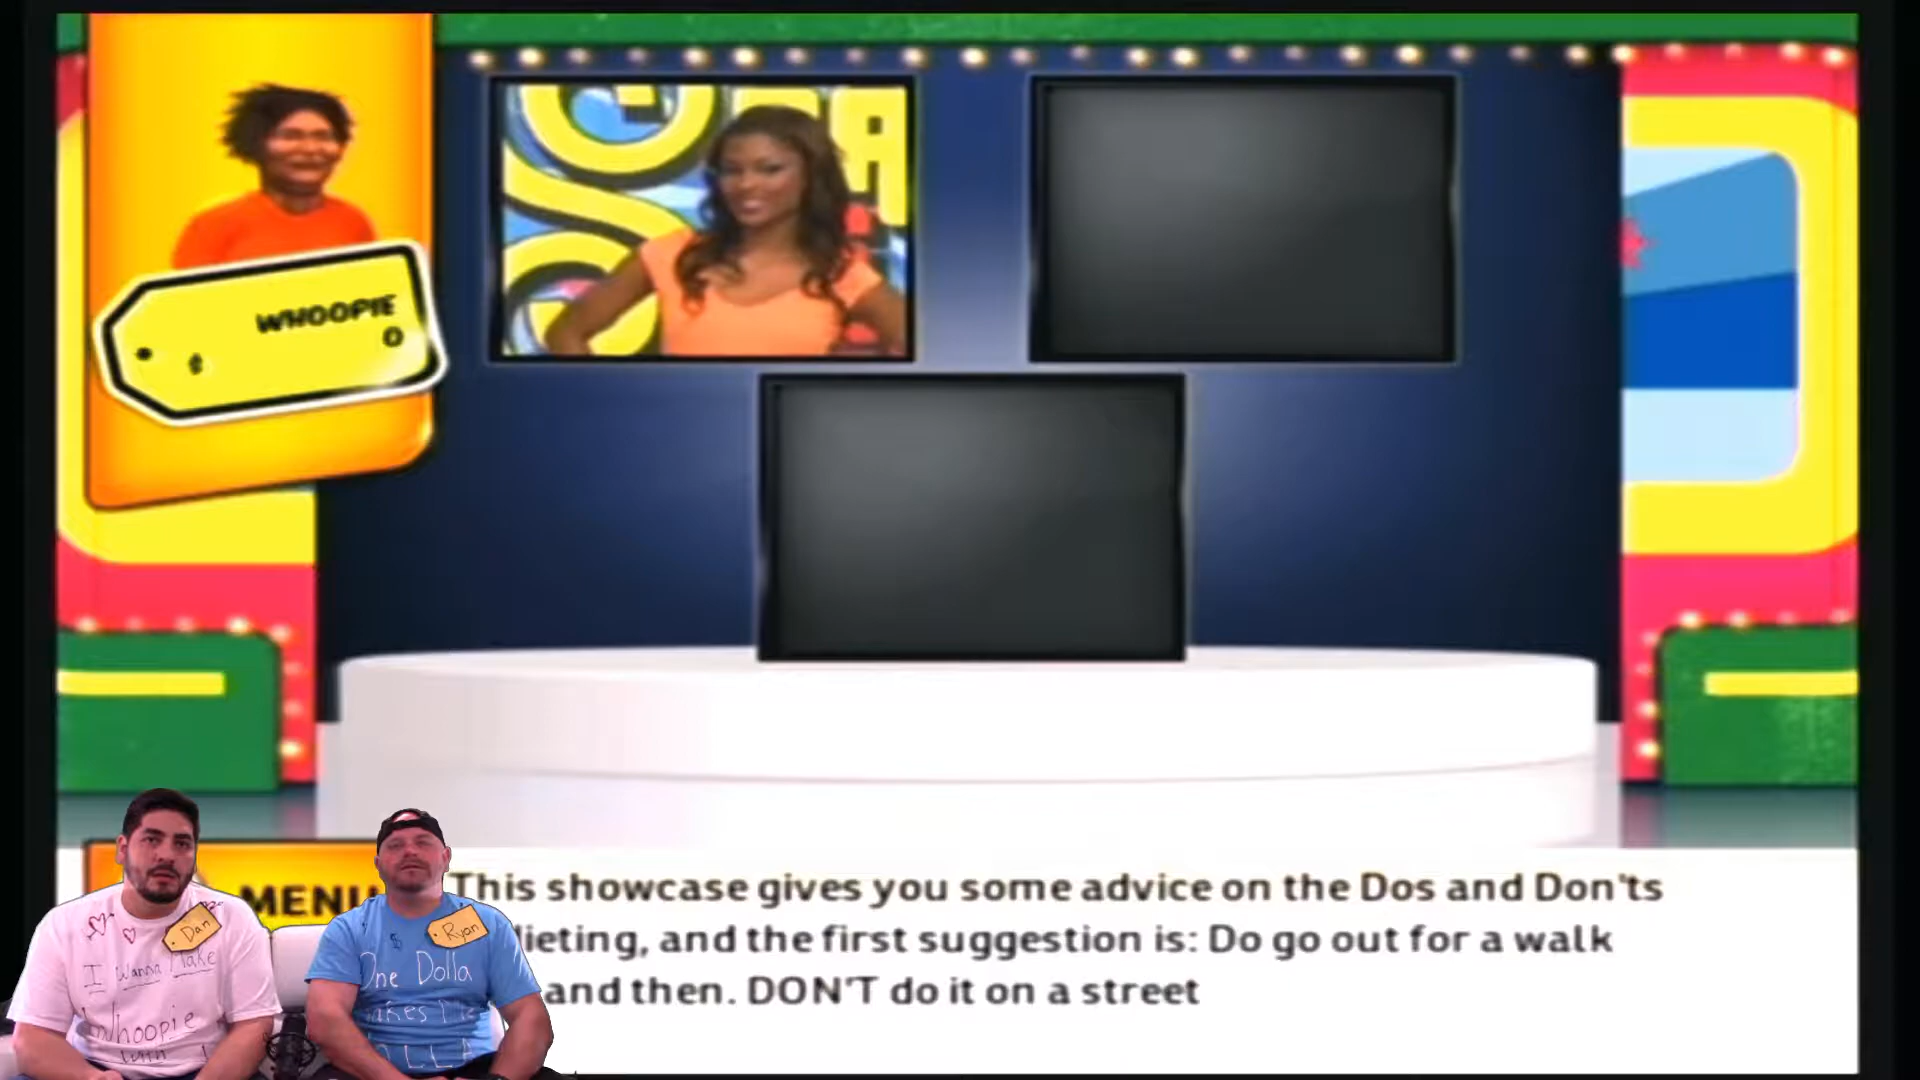 WHOOPIE
$ 0
MENU
This showcase gives you some advice on the Dos and Don'ts
ieting, and the first suggestion is: Do go out for a walk
and then. DON'T do it on a street
Dan
I Wanna Make
Whoopie
Ryan
$
One Dolla